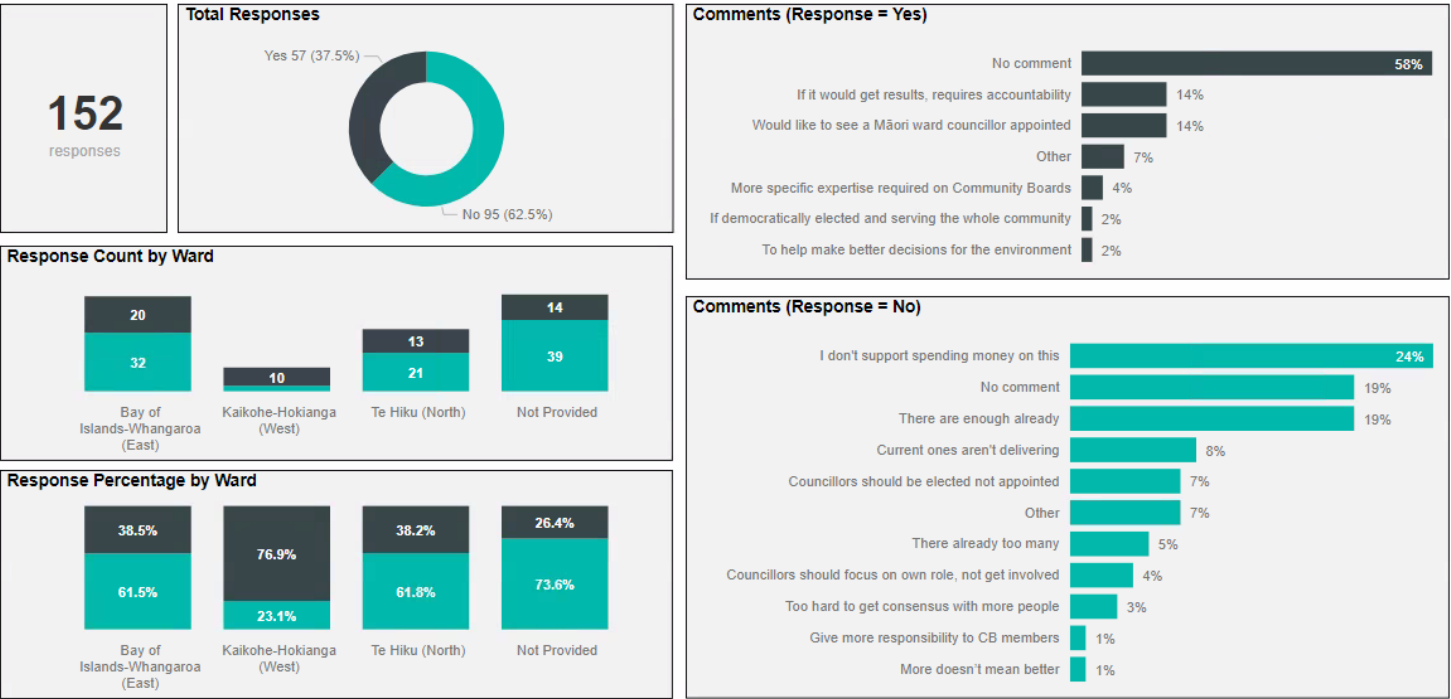 152
responses
Total Responses
Yes 57 (37.5%)
No 95 (62.5%)
Response Count by Ward
20
32
10
13
21
14
39
Bay of
Islands-Whangaroa
(East)
Kaikohe-Hokianga
(West)
Te Hiku (North)
Not Provided
Response Percentage by Ward
38.5%
61.5%
76.9%
23.1%
38.2%
61.8%
26.4%
73.6%
Bay of
Islands-Whangaroa
(East)
Kaikohe-Hokianga
(West)
Te Hiku (North)
Not Provided
Comments (Response = Yes)
No comment 58%
If it would get results, requires accountability 14%
Would like to see a Māori ward councillor appointed 14%
Other 7%
More specific expertise required on Community Boards 4%
If democratically elected and serving the whole community 2%
To help make better decisions for the environment 2%
Comments (Response = No)
I don't support spending money on this 24%
No comment 19%
There are enough already 19%
Current ones aren't delivering 8%
Councillors should be elected not appointed 7%
Other 7%
There already too many 5%
Councillors should focus on own role, not get involved 4%
Too hard to get consensus with more people 3%
Give more responsibility to CB members 1%
More doesn't mean better 1%